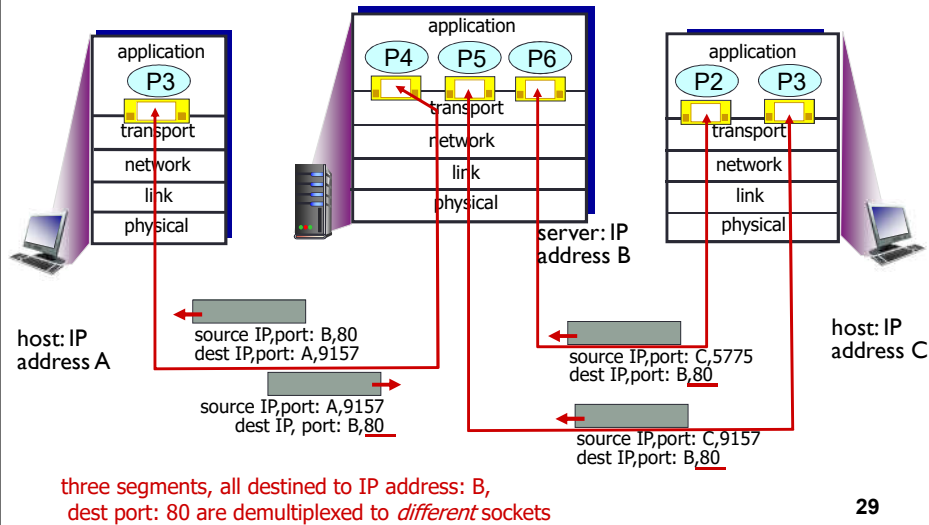 application
P3
transport
network
link
physical
host: IP
address A
application
P4
P5
P6
transport
network
link
physical
server: IP
address B
application
P2
P3
transport
network
link
physical
host: IP
address C
source IP,port: B,80
dest IP,port: A,9157
source IP,port: A,9157
dest IP, port: B,80
source IP,port: C,5775
dest IP,port: B,80
source IP,port: C,9157
dest IP,port: B,80
three segments, all destined to IP address: B,
dest port: 80 are demultiplexed to different sockets
29